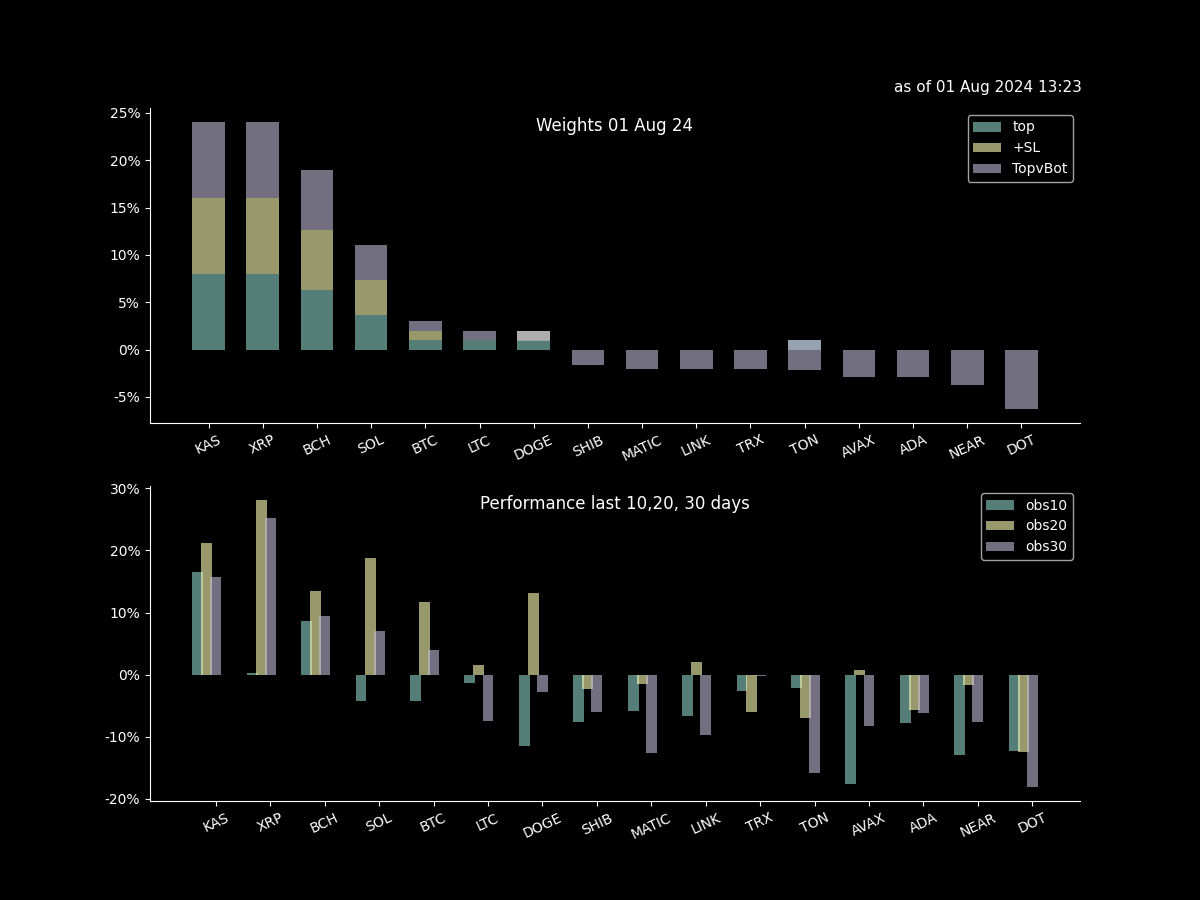 as of 01 Aug 2024 13:23
Weights 01 Aug 24
top
+SL
TopvBot
25%
20%
15%
10%
5%
0%
-5%
KAS XRP BCH SOL BTC LTC DOGE SHIB MATIC LINK TRX TON AVAX ADA NEAR DOT
Performance last 10,20, 30 days
obs10
obs20
obs30
30%
20%
10%
0%
-10%
-20%
KAS XRP BCH SOL BTC LTC DOGE SHIB MATIC LINK TRX TON AVAX ADA NEAR DOT